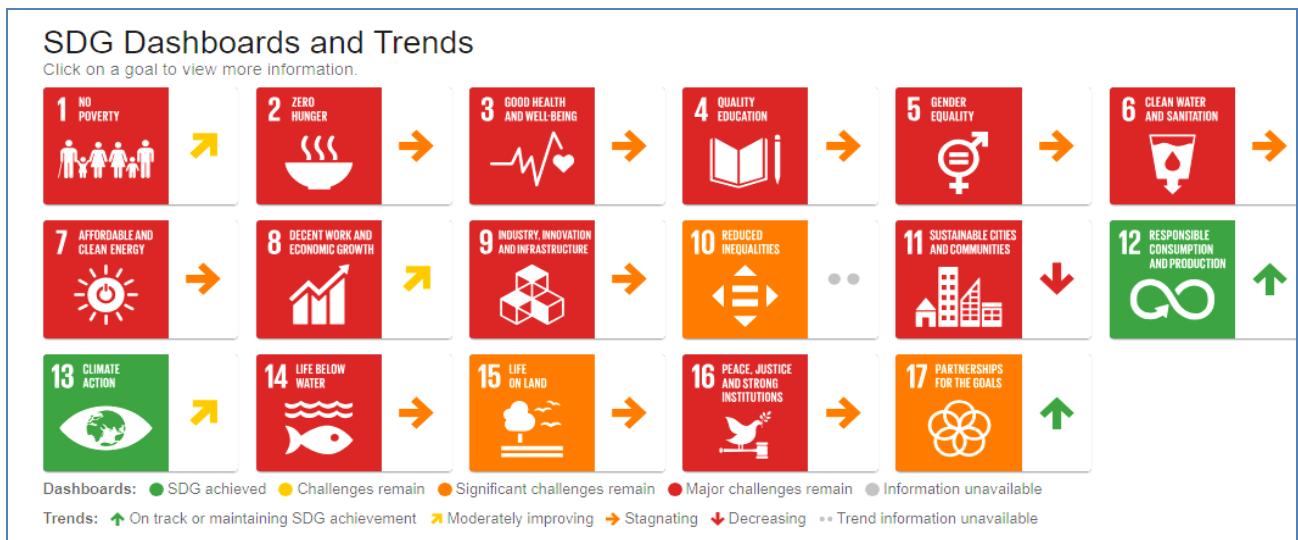 SDG Dashboards and Trends
Click on a goal to view more information.
1 NO POVERTY
2 ZERO HUNGER
3 GOOD HEALTH AND WELL-BEING
4 QUALITY EDUCATION
5 GENDER EQUALITY
6 CLEAN WATER AND SANITATION
7 AFFORDABLE AND CLEAN ENERGY
8 DECENT WORK AND ECONOMIC GROWTH
9 INDUSTRY, INNOVATION AND INFRASTRUCTURE
10 REDUCED INEQUALITIES
11 SUSTAINABLE CITIES AND COMMUNITIES
12 RESPONSIBLE CONSUMPTION AND PRODUCTION
13 CLIMATE ACTION
14 LIFE BELOW WATER
15 LIFE ON LAND
16 PEACE, JUSTICE AND STRONG INSTITUTIONS
17 PARTNERSHIPS FOR THE GOALS
Dashboards: SDG achieved Challenges remain Significant challenges remain Major challenges remain Information unavailable
Trends: On track or maintaining SDG achievement Moderately improving Stagnating Decreasing Trend information unavailable